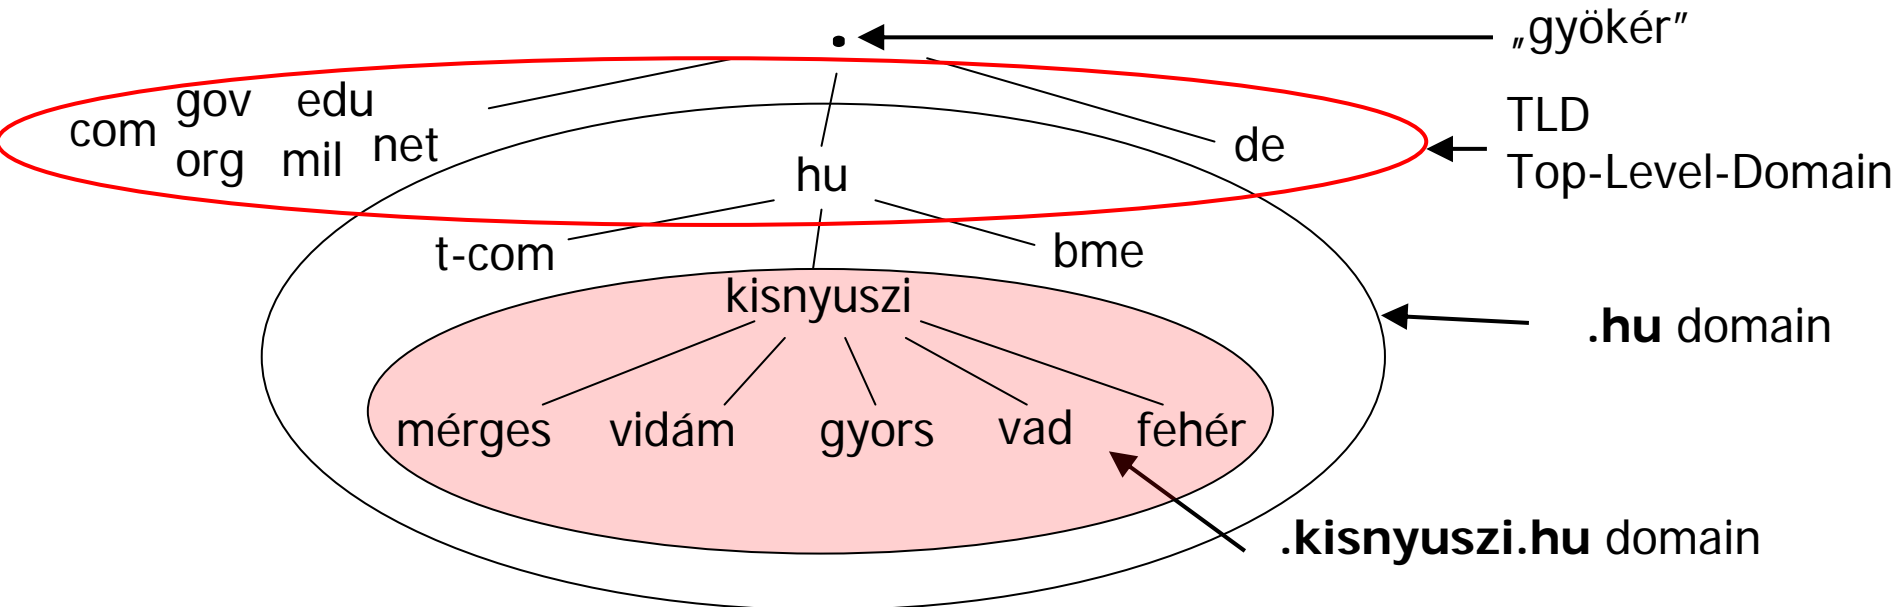 .
„gyökér”
gov edu
com
org mil net
de
TLD
Top-Level-Domain
hu
t-com
bme
kisnyuszi
.hu domain
mérges vidám gyors vad fehér
.kisnyuszi.hu domain